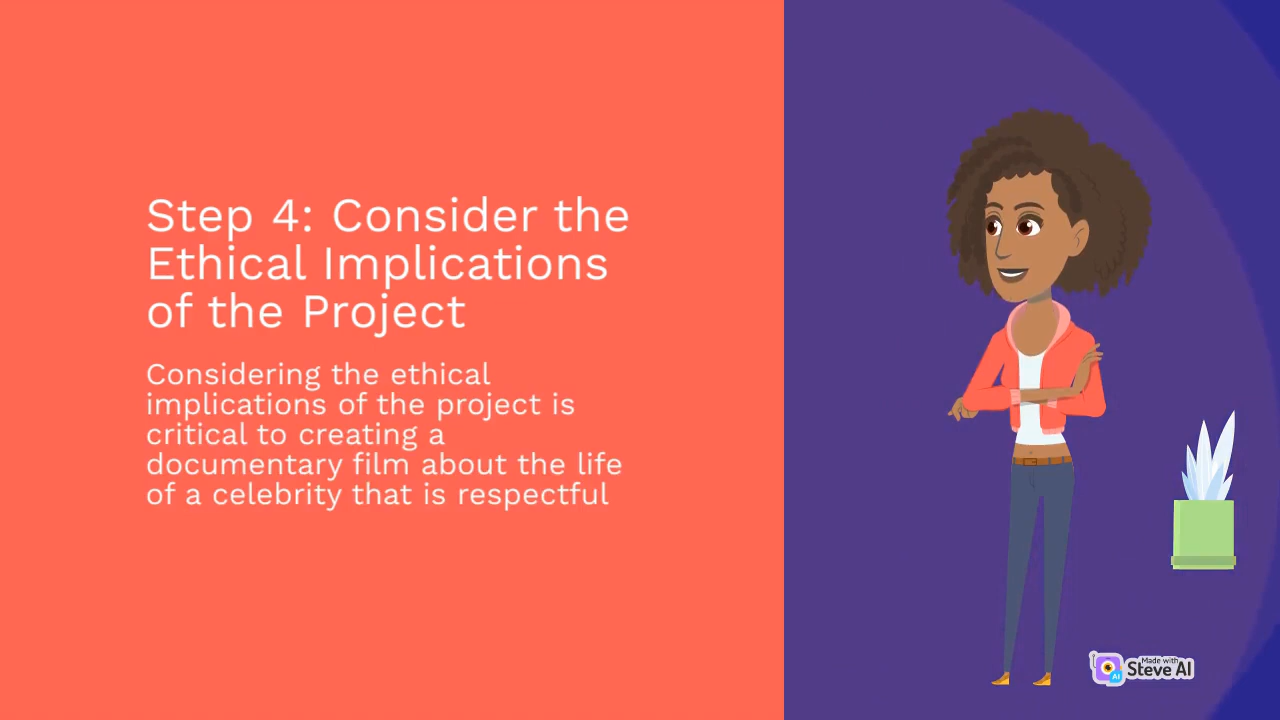 Step 4: Consider the
Ethical Implications
of the Project
Considering the ethical
implications of the project is
critical to creating a
documentary film about the life
of a celebrity that is respectful
Made with
Steve AI
AI